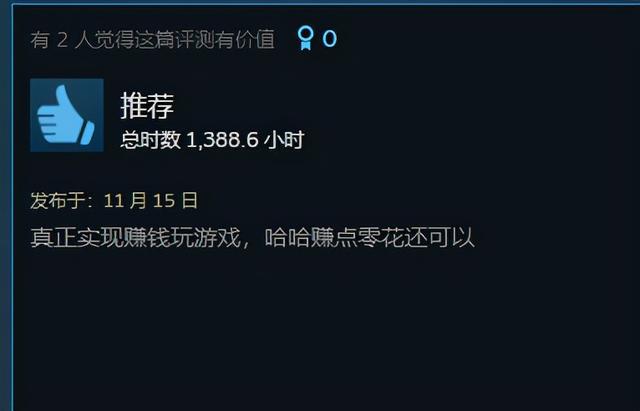 有 2 人觉得这篇评测有价值 0
推荐
总时数 1,388.6 小时
发布于：11 月 15 日
真正实现赚钱玩游戏，哈哈赚点零花还可以